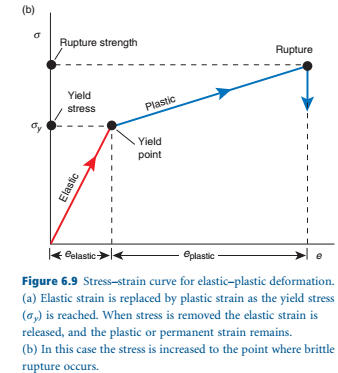 (b)
σ
Rupture strength
Rupture
Yield
stress
Plastic
σy
Yield
point
Elastic
eelastic
eplastic
e
Figure 6.9 Stress–strain curve for elastic–plastic deformation.
(a) Elastic strain is replaced by plastic strain as the yield stress
(σy) is reached. When stress is removed the elastic strain is
released, and the plastic or permanent strain remains.
(b) In this case the stress is increased to the point where brittle
rupture occurs.